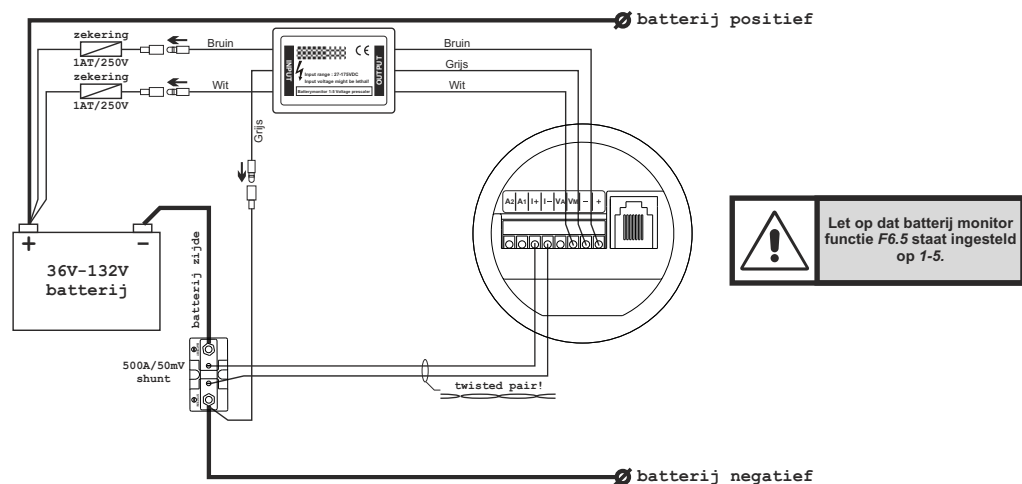 batterij positief
zekering
1AT/250V
Bruin
zekering
1AT/250V
Wit
INPUT
CE
OUTPUT
Input range : 27-175VDC
Input voltage might be lethal!
Batterymonitor 1:5 Voltage prescaler
Bruin
Grijs
Wit
Grijs
A2 A1 I+ I− VA VM − +
Let op dat batterij monitor
functie F6.5 staat ingesteld
op 1-5.
+ −
36V-132V
batterij
batterij zijde
500A/50mV
shunt
twisted pair!
batterij negatief